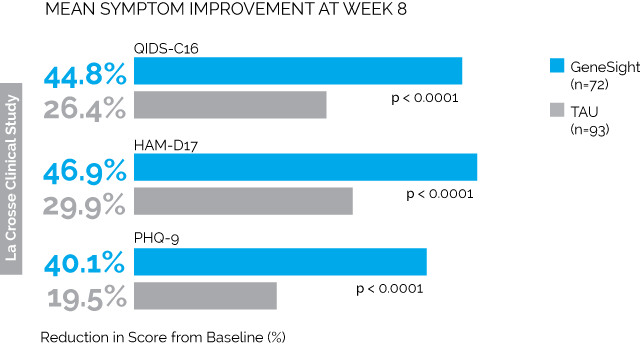 MEAN SYMPTOM IMPROVEMENT AT WEEK 8
La Crosse Clinical Study
QIDS-C16
44.8%
26.4%
p < 0.0001
HAM-D17
46.9%
29.9%
p < 0.0001
PHQ-9
40.1%
19.5%
p < 0.0001
Reduction in Score from Baseline (%)
GeneSight
(n=72)
TAU
(n=93)